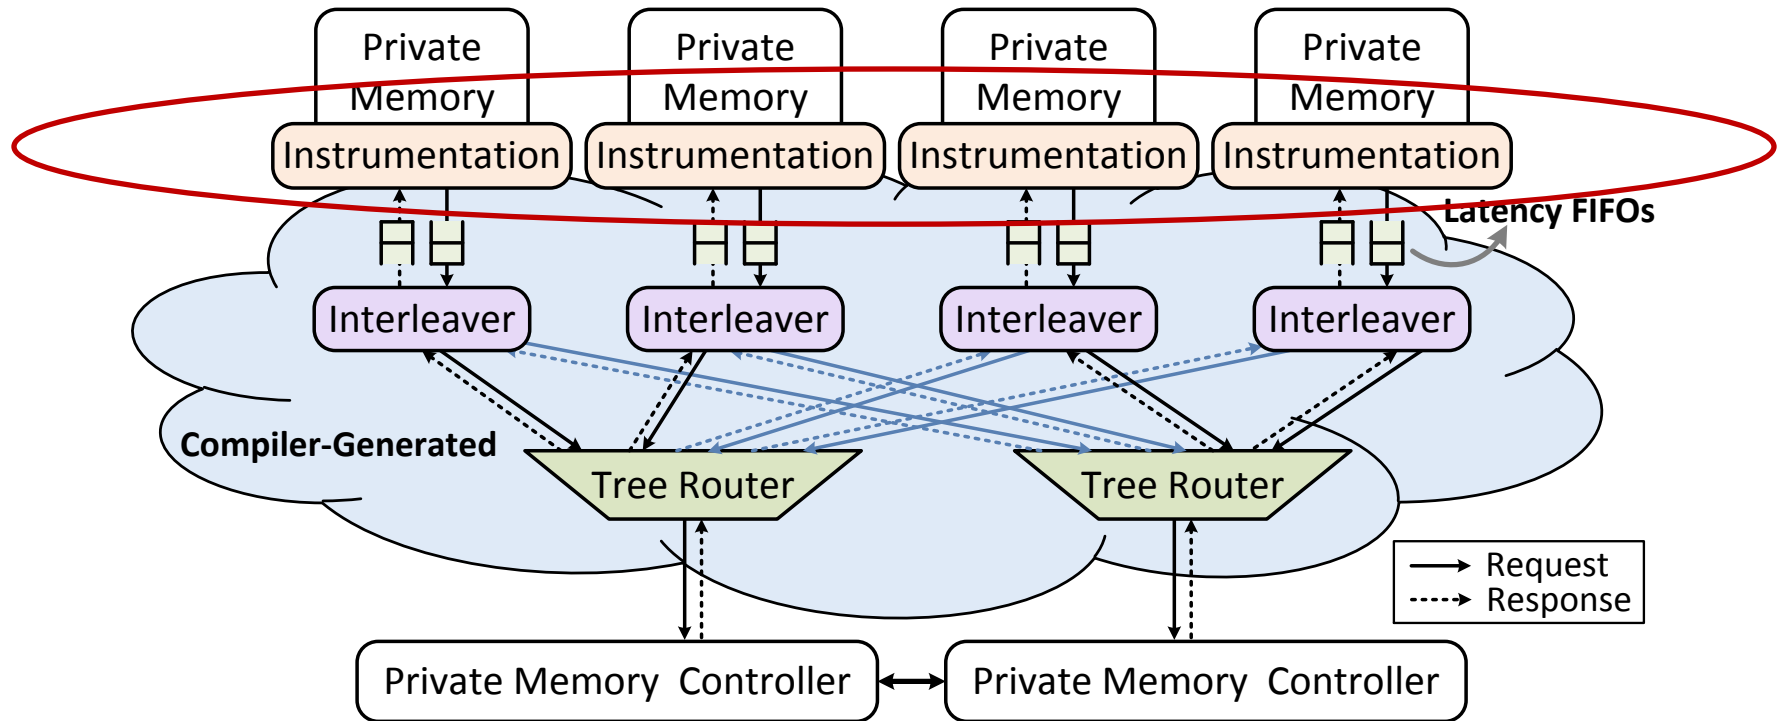 Private
Memory
Private
Memory
Private
Memory
Private
Memory
Instrumentation
Instrumentation
Instrumentation
Instrumentation
Latency FIFOs
Interleaver
Interleaver
Interleaver
Interleaver
Compiler-Generated
Tree Router
Tree Router
Request
Response
Private Memory Controller
Private Memory Controller